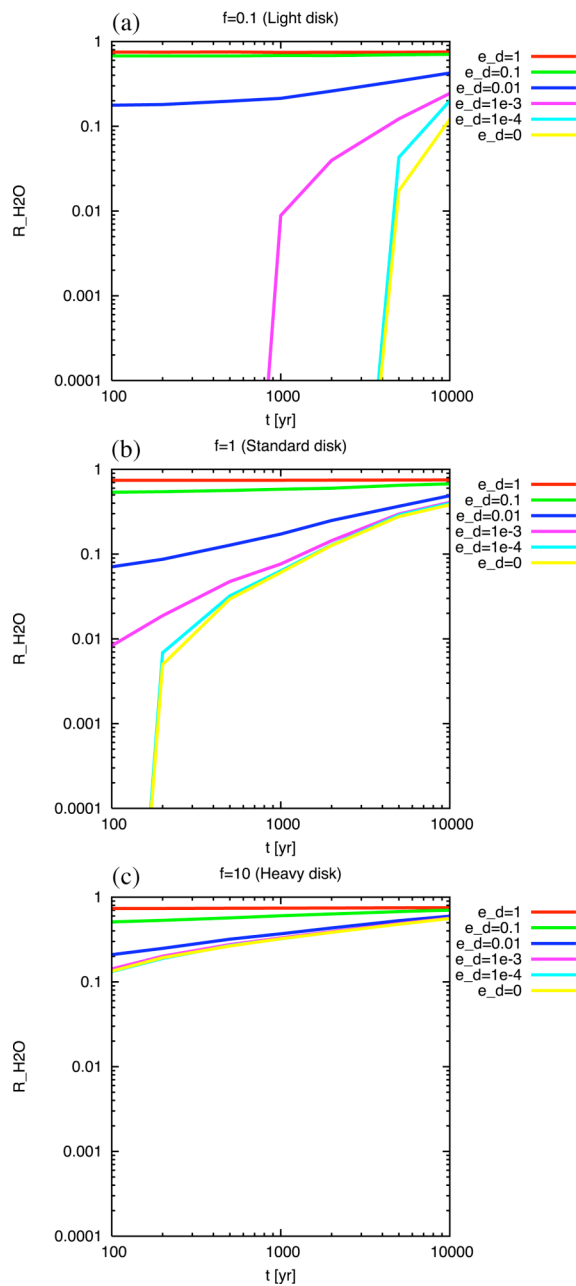 (a) f=0.1 (Light disk)
1
0.1
0.01
0.001
0.0001
R_H2O
100 1000 10000
t [yr]
e_d=1
e_d=0.1
e_d=0.01
e_d=1e-3
e_d=1e-4
e_d=0
(b) f=1 (Standard disk)
1
0.1
0.01
0.001
0.0001
R_H2O
100 1000 10000
t [yr]
e_d=1
e_d=0.1
e_d=0.01
e_d=1e-3
e_d=1e-4
e_d=0
(c) f=10 (Heavy disk)
1
0.1
0.01
0.001
0.0001
R_H2O
100 1000 10000
t [yr]
e_d=1
e_d=0.1
e_d=0.01
e_d=1e-3
e_d=1e-4
e_d=0